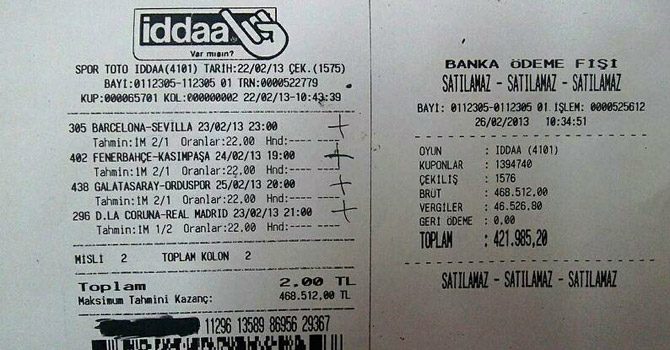 iddaa
Var mısın?
SPOR TOTO IDDAA(4101) TARİH:22/02/13 ÇEK.(1575)
BAYI:0112305-112305 01 TRN:0000522779
KUP:000065701 KOL:000000002 22/02/13-10:43:39
305 BARCELONA-SEVİLLA 23/02/13 23:00
Tahmin:IM 2/1 Oranlar:22.00 Hnd:-----------
402 FENERBAHÇE-KASIMPAŞA 24/02/13 19:00
Tahmin:IM 2/1 Oranlar:22.00 Hnd:-----------
438 GALATASARAY-ORDUSPOR 25/02/13 20:00
Tahmin:IM 2/1 Oranlar:22.00 Hnd:-----------
296 D.LA CORUNA-REAL MADRID 23/02/13 21:00
Tahmin:IM 1/2 Oranlar:22.00 Hnd:-----------
MISLI 2 TOPLAM KOLON 2
Toplam 2.00 TL
Maksimum Tahmini Kazanç: 468.512,00 TL
11296 13589 86956 29367
BANKA ÖDEME FİŞİ
SATILAMAZ - SATILAMAZ - SATILAMAZ
BAYI: 0112305-0112305 01 İŞLEM: 0000525612
26/02/2013 10:34:51
OYUN : IDDAA (4101)
KUPONLAR : 1394740
ÇEKİLİŞ : 1576
BRUT : 468.512,00
VERGİLER : 46.526,80
GERİ ÖDEME : 0.00
TOPLAM : 421.985,20
SATILAMAZ - SATILAMAZ - SATILAMAZ